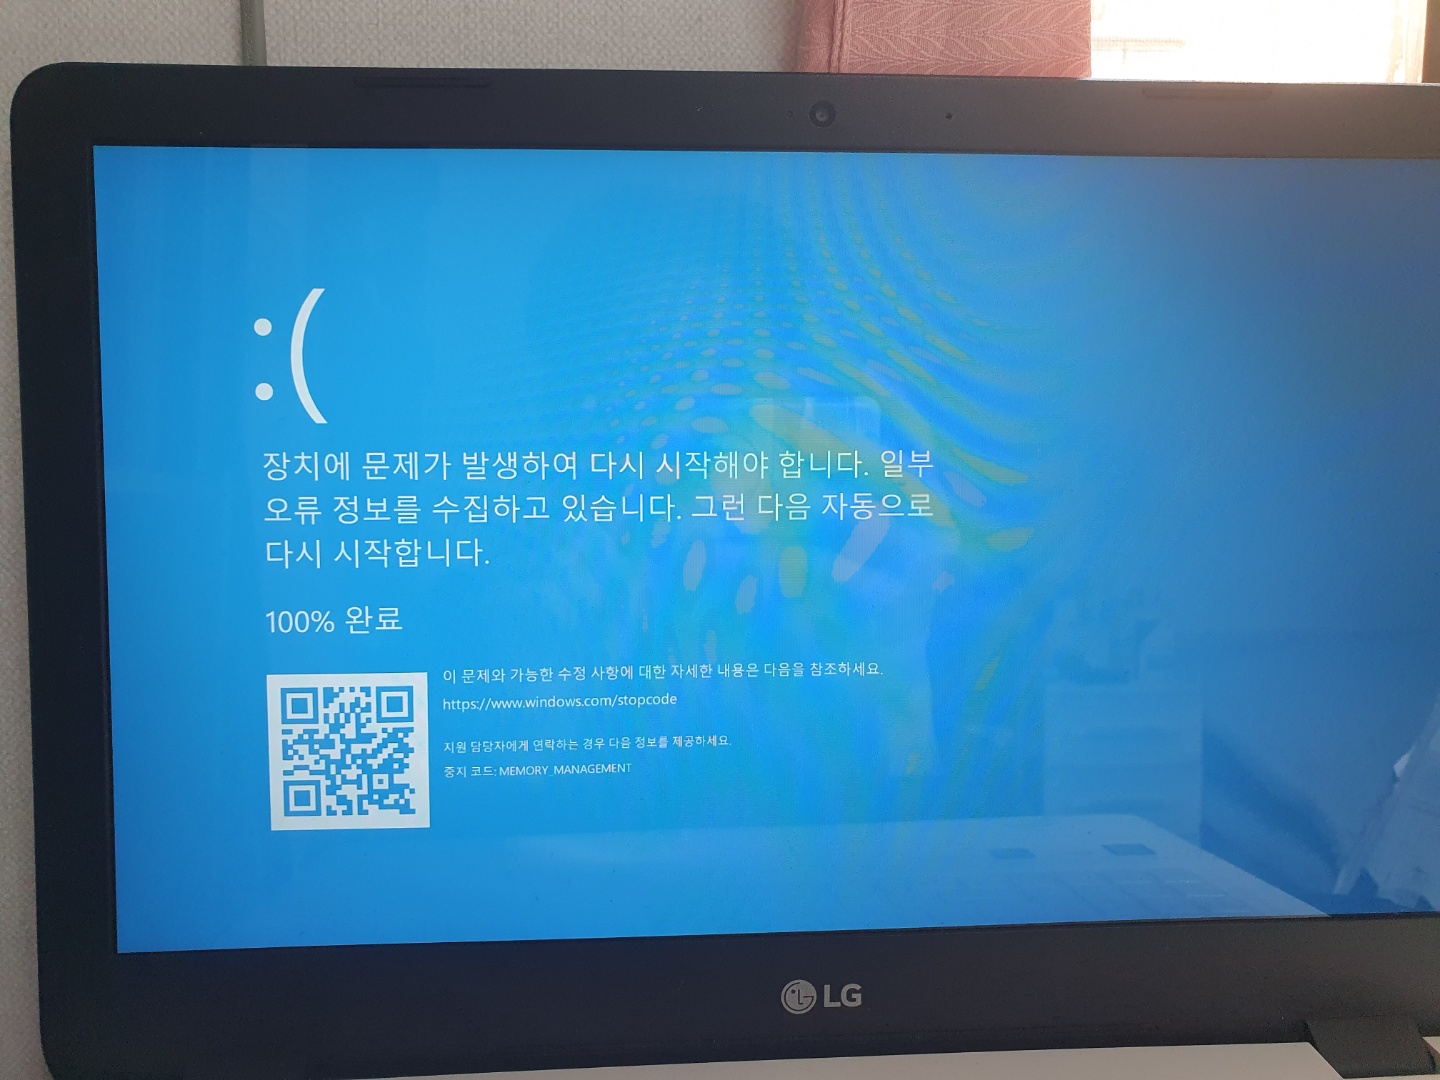 :(
장치에 문제가 발생하여 다시 시작해야 합니다. 일부
오류 정보를 수집하고 있습니다. 그런 다음 자동으로
다시 시작합니다.
100% 완료
이 문제와 가능한 수정 사항에 대한 자세한 내용은 다음을 참조하세요.
https://www.windows.com/stopcode
지원 담당자에게 연락하는 경우 다음 정보를 제공하세요.
중지 코드: MEMORY_MANAGEMENT
LG